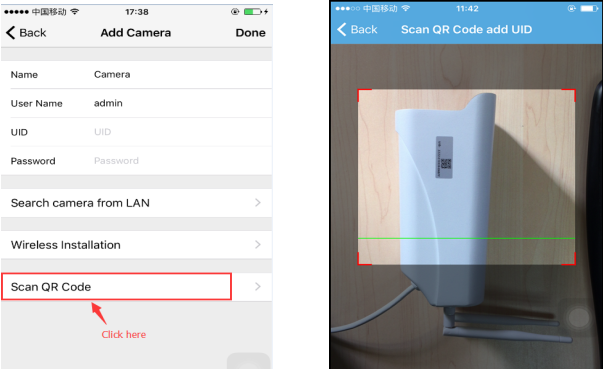 中国移动 17:38
Back Add Camera Done
Name Camera
User Name admin
UID UID
Password Password
Search camera from LAN
Wireless Installation
Scan QR Code
Click here
中国移动 11:42
Back Scan QR Code add UID